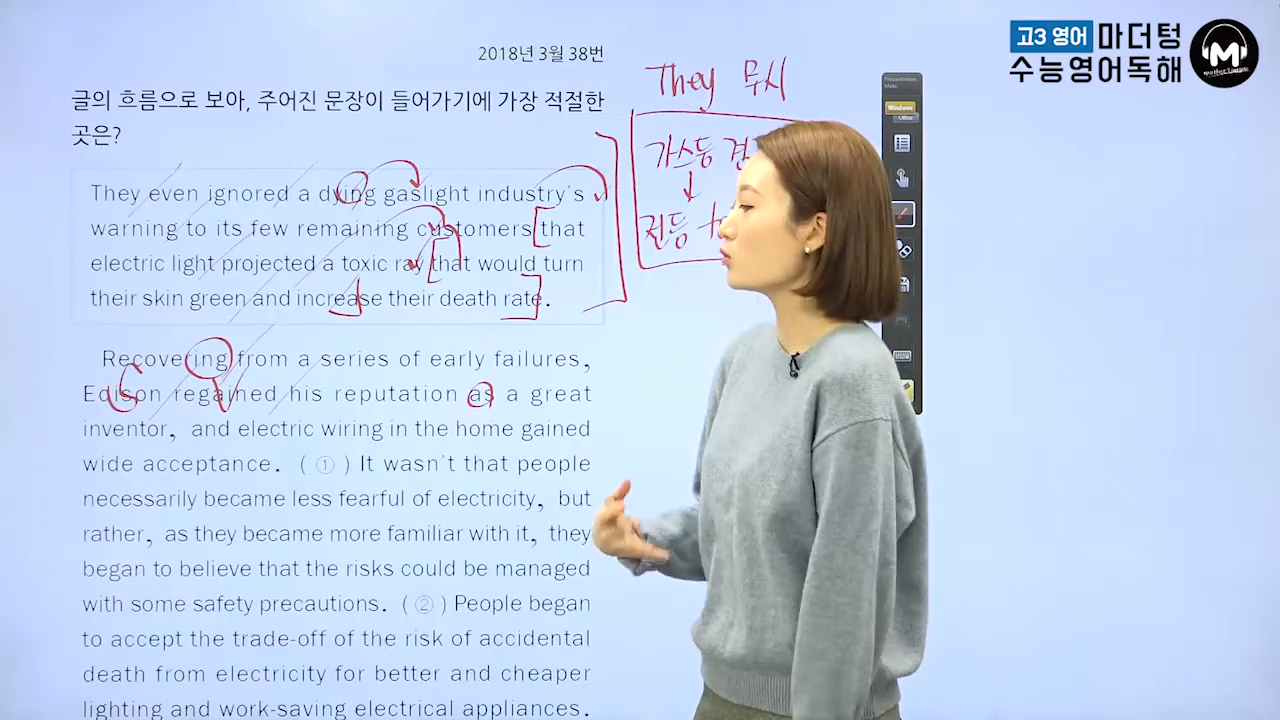 고3 영어 마더텅
수능영어독해
M
2018년 3월 38번
They 무시
글의 흐름으로 보아, 주어진 문장이 들어가기에 가장 적절한
곳은?
가스등
전등
They even ignored a dying gaslight industry's
warning to its few remaining customers that
electric light projected a toxic ray that would turn
their skin green and increase their death rate.
Recovering from a series of early failures,
Edison regained his reputation as a great
inventor, and electric wiring in the home gained
wide acceptance. ( ① ) It wasn't that people
necessarily became less fearful of electricity, but
rather, as they became more familiar with it, they
began to believe that the risks could be managed
with some safety precautions. ( ② ) People began
to accept the trade-off of the risk of accidental
death from electricity for better and cheaper
lighting and work-saving electrical appliances.
Windows